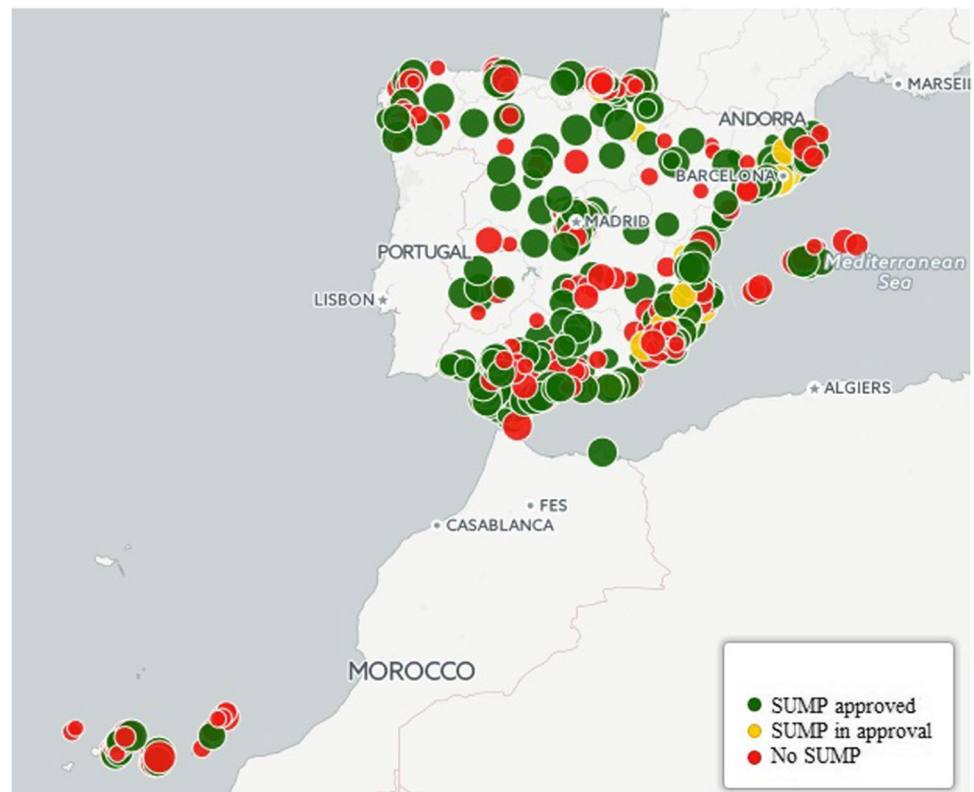 MARSEI
ANDORRA
BARCELONA
MADRID
PORTUGAL
Mediterranean
Sea
LISBON
ALGIERS
FES
CASABLANCA
MOROCCO
SUMP approved
SUMP in approval
No SUMP